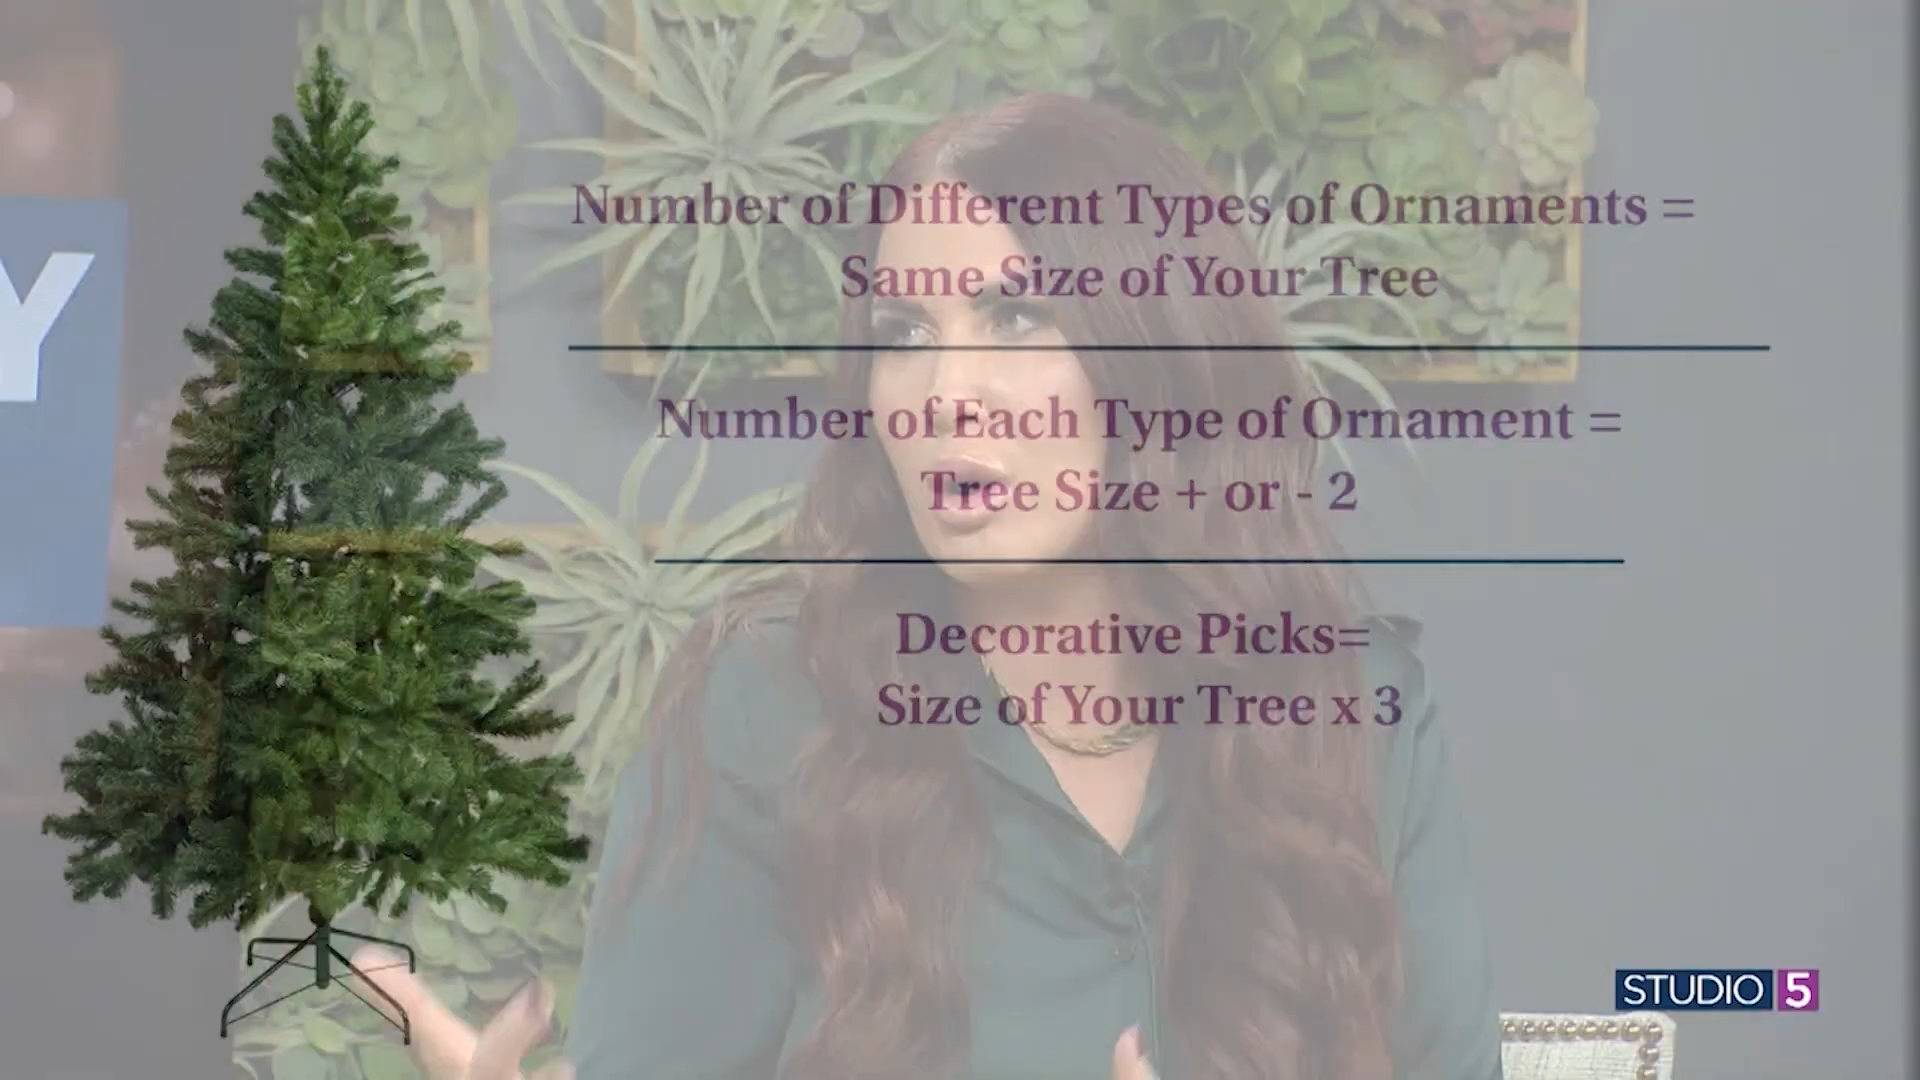 Y
Number of Different Types of Ornaments =
Same Size of Your Tree
Number of Each Type of Ornament =
Tree Size + or - 2
Decorative Picks=
Size of Your Tree x 3
STUDIO 5